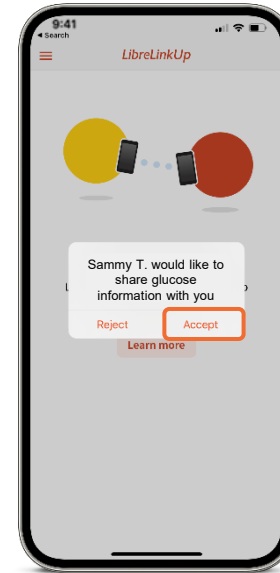 9:41
Search
LibreLinkUp
Sammy T. would like to
share glucose
information with you
Reject
Accept
Learn more